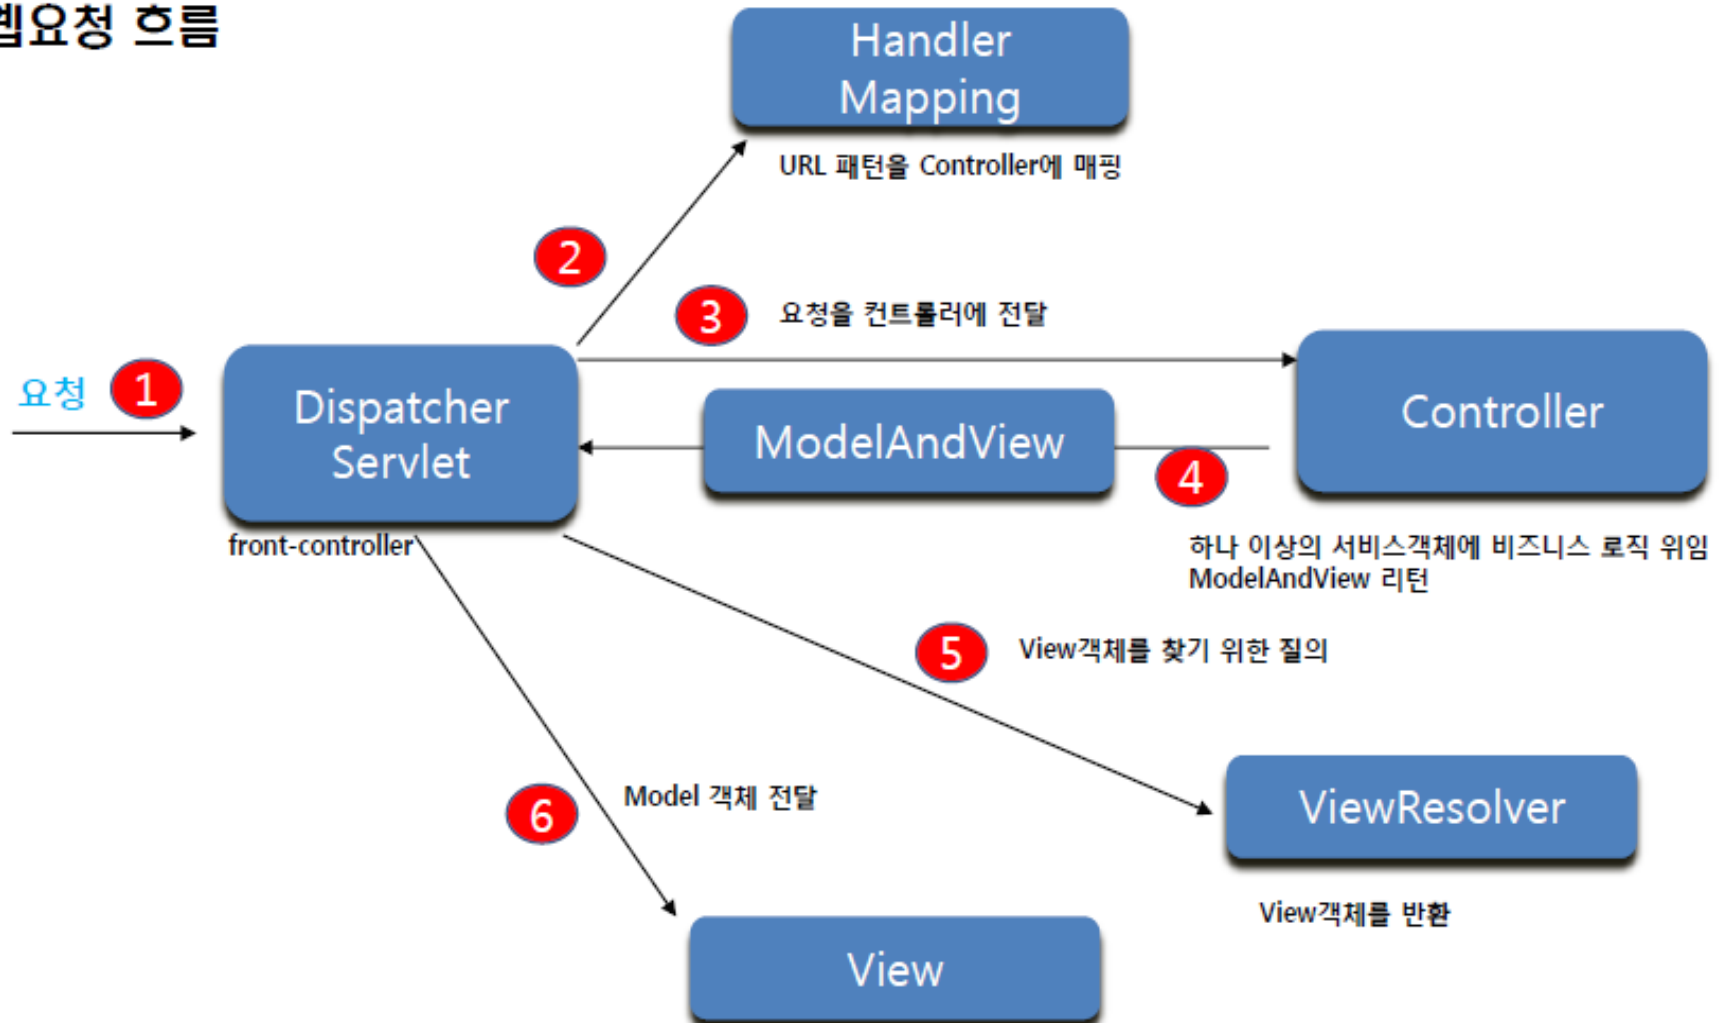 웹요청 흐름
Handler
Mapping
URL 패턴을 Controller에 매핑
2
3
요청을 컨트롤러에 전달
요청
1
Dispatcher
Servlet
ModelAndView
Controller
4
front-controller
하나 이상의 서비스객체에 비즈니스 로직 위임
ModelAndView 리턴
5
View객체를 찾기 위한 질의
6
Model 객체 전달
ViewResolver
View객체를 반환
View